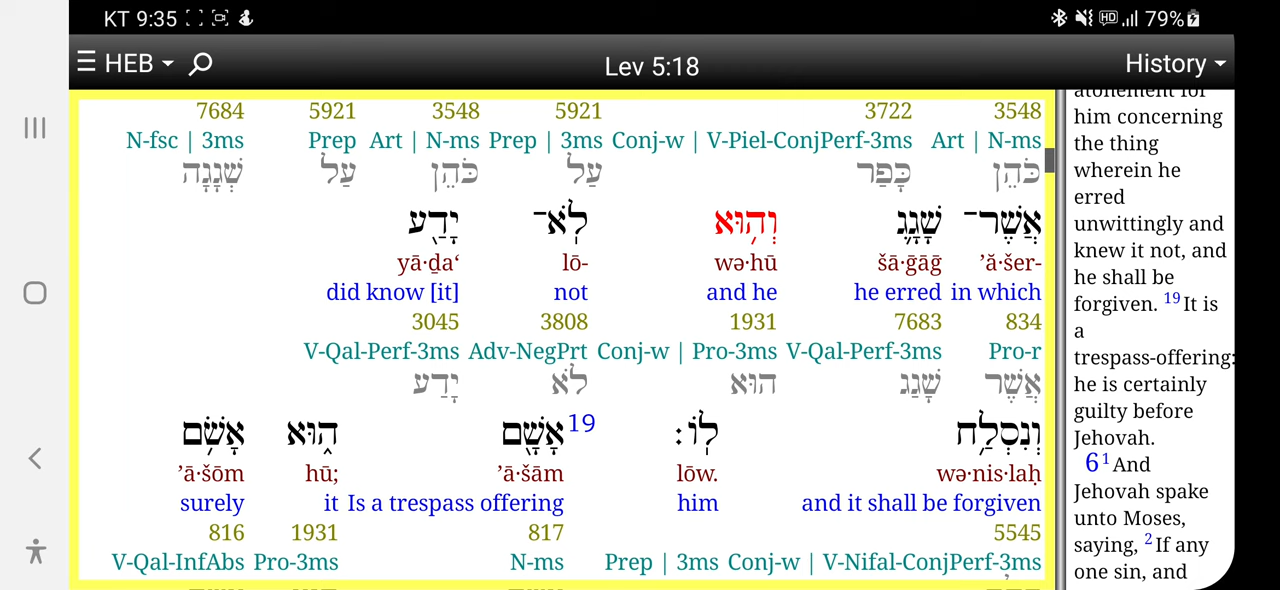 KT 9:35 HD 79%
HEB Lev 5:18 History
7684 5921 3548 5921 3722 3548
N-fsc | 3ms Prep Art | N-ms Prep | 3ms Conj-w | V-Piel-ConjPerf-3ms Art | N-ms
כֹּהֵן כָּפַר עַל כֹּהֵן עַל שְׁגָגָה
אֲשֶׁר־ שָׁגָ֛ג וְה֥וּא לֹֽא־ יָדַ֖ע
yā·ḏa‘ lō- wə·hū šā·ḡāḡ ’ă·šer-
did know [it] not and he he erred in which
3045 3808 1931 7683 834
V-Qal-Perf-3ms Adv-NegPrt Conj-w | Pro-3ms V-Qal-Perf-3ms Pro-r
אֲשֶׁר שָׁגַג הוּא לֹא יָדַע
וְנִסְלַ֥ח לֽוֹ׃ 19 אָשָׁ֖ם ה֑וּא אָשֹׁ֥ם
’ā·šōm hū; ’ā·šām lōw. wə·nis·laḥ
surely it Is a trespass offering him and it shall be forgiven
816 1931 817 5545
V-Qal-InfAbs Pro-3ms N-ms Prep | 3ms Conj-w | V-Nifal-ConjPerf-3ms
atonement for
him concerning
the thing
wherein he
erred
unwittingly and
knew it not, and
he shall be
forgiven. 19 It is
a
trespass-offering:
he is certainly
guilty before
Jehovah.
6 1 And
Jehovah spake
unto Moses,
saying, 2 If any
one sin, and